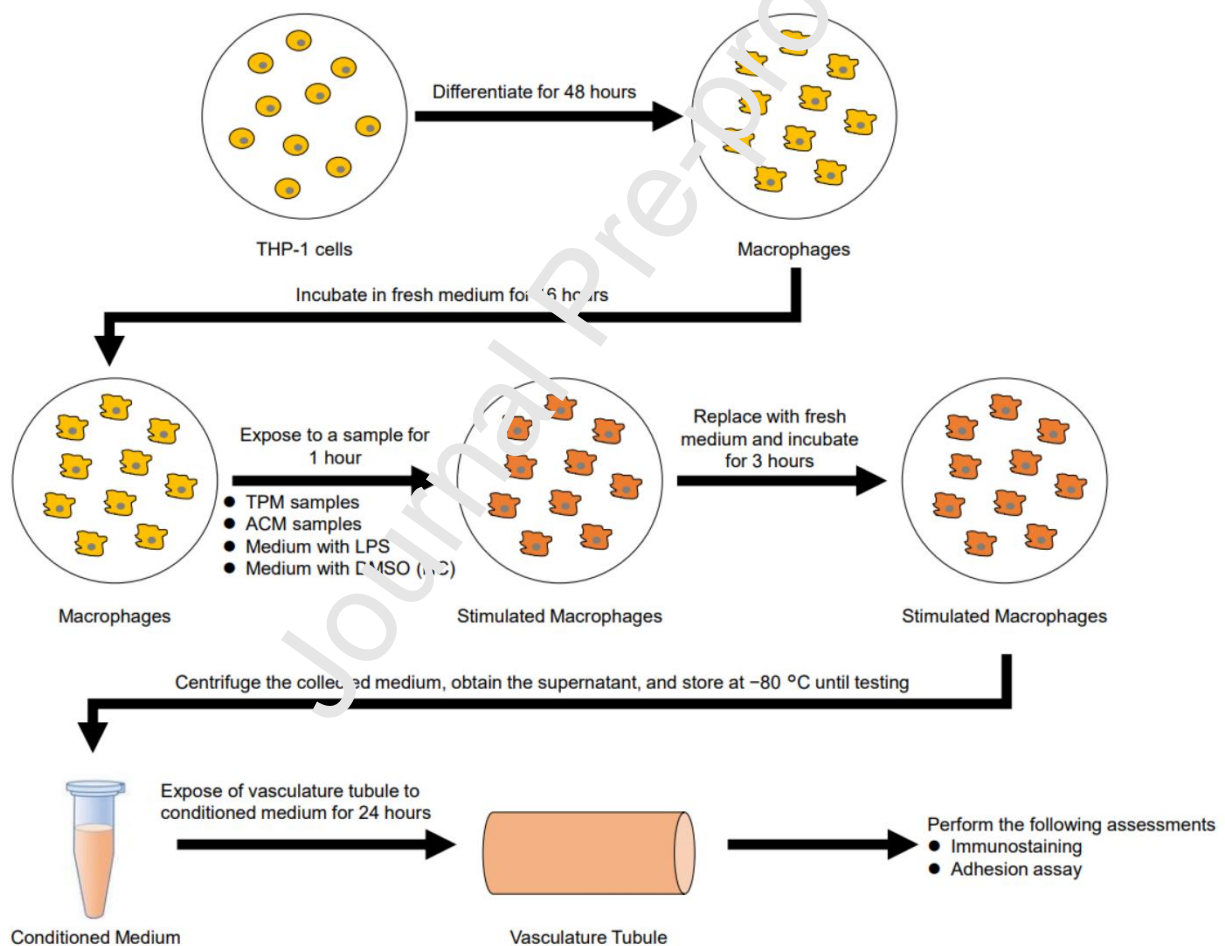 Differentiate for 48 hours
THP-1 cells
Macrophages
Incubate in fresh medium for hours
Expose to a sample for
1 hour
● TPM samples
● ACM samples
● Medium with LPS
● Medium with DMSO
Replace with fresh
medium and incubate
for 3 hours
Macrophages
Stimulated Macrophages
Stimulated Macrophages
Centrifuge the collected medium, obtain the supernatant, and store at −80 °C until testing
Expose of vasculature tubule to
conditioned medium for 24 hours
Perform the following assessments
● Immunostaining
● Adhesion assay
Conditioned Medium
Vasculature Tubule
Journal Pre-pro